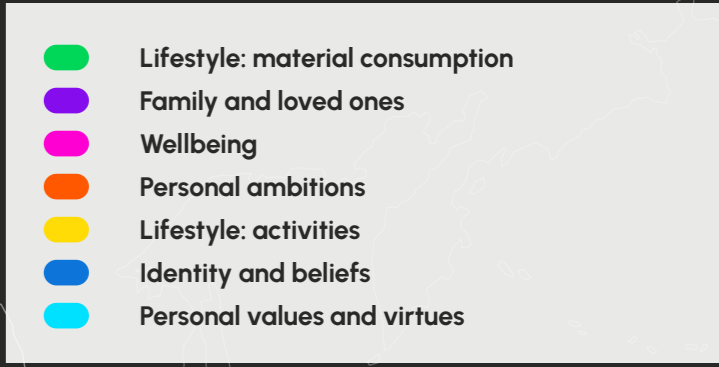 Lifestyle: material consumption
Family and loved ones
Wellbeing
Personal ambitions
Lifestyle: activities
Identity and beliefs
Personal values and virtues